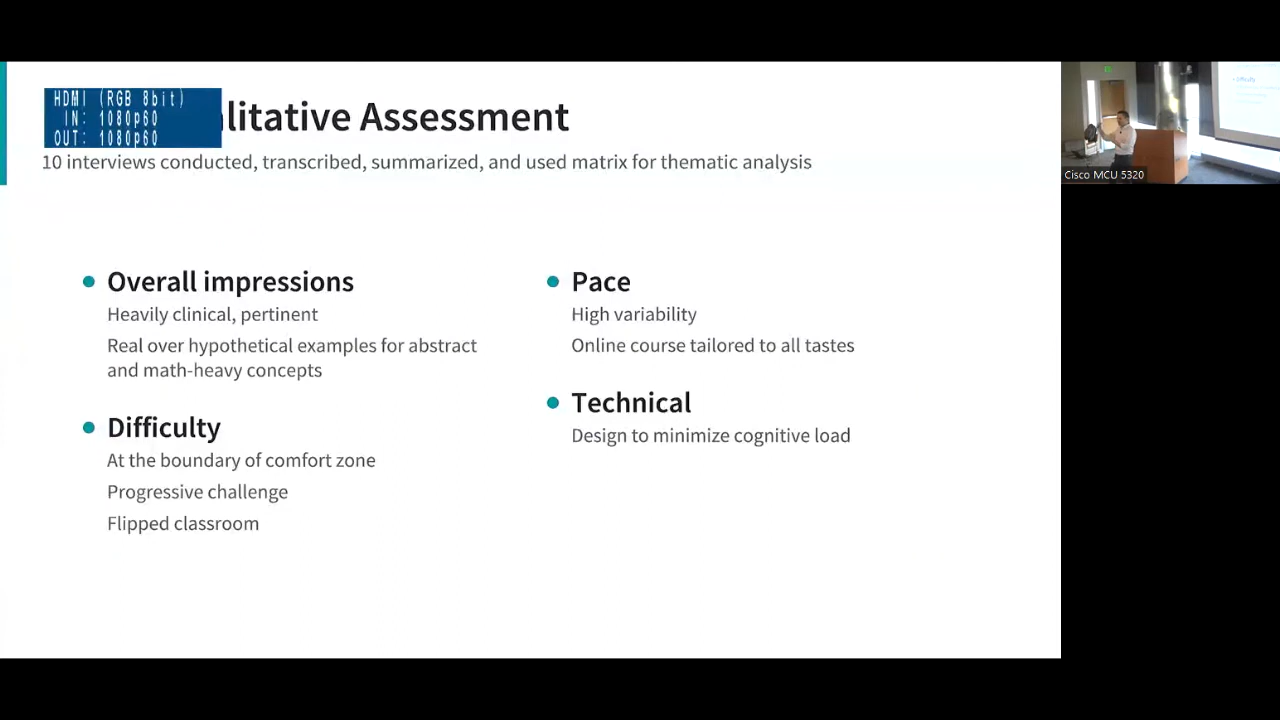 HDMI (RGB 8bit)
IN: 1080p60
OUT: 1080p60
litative Assessment
10 interviews conducted, transcribed, summarized, and used matrix for thematic analysis
Overall impressions
Heavily clinical, pertinent
Real over hypothetical examples for abstract
and math-heavy concepts
Difficulty
At the boundary of comfort zone
Progressive challenge
Flipped classroom
Pace
High variability
Online course tailored to all tastes
Technical
Design to minimize cognitive load
Cisco MCU 5320